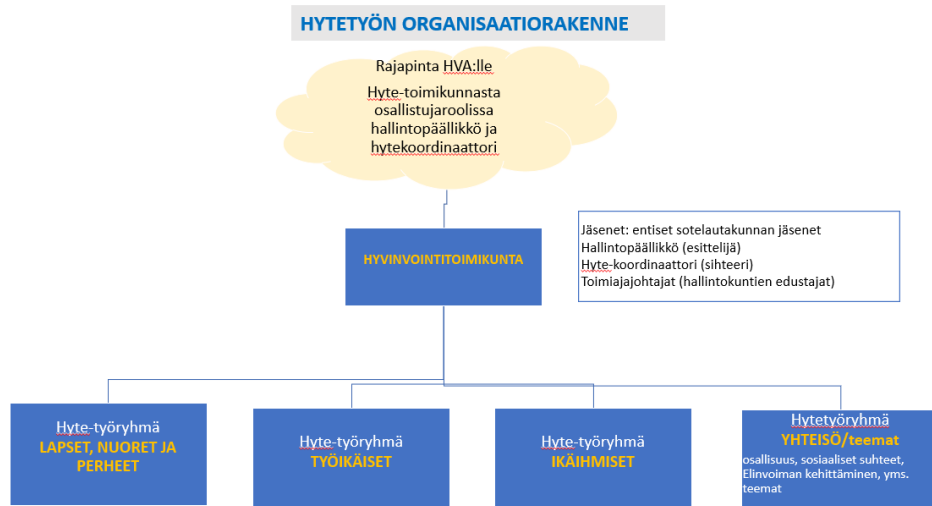 HYTETYÖN ORGANISAATIORAKENNE
Rajapinta HVA:lle
Hyte-toimikunnasta
osallistujaroolissa
hallintopäällikkö ja
hytekoordinaattori
HYVINVOINTITOIMIKUNTA
Jäsenet: entiset sotelautakunnan jäsenet
Hallintopäällikkö (esittelijä)
Hyte-koordinaattori (sihteeri)
Toimiajajohtajat (hallintokuntien edustajat)
Hyte-työryhmä
LAPSET, NUORET JA
PERHEET
Hyte-työryhmä
TYÖIKÄISET
Hyte-työryhmä
IKÄIHMISET
Hytetyöryhmä
YHTEISÖ/teemat
osallisuus, sosiaaliset suhteet,
Elinvoiman kehittäminen, yms.
teemat